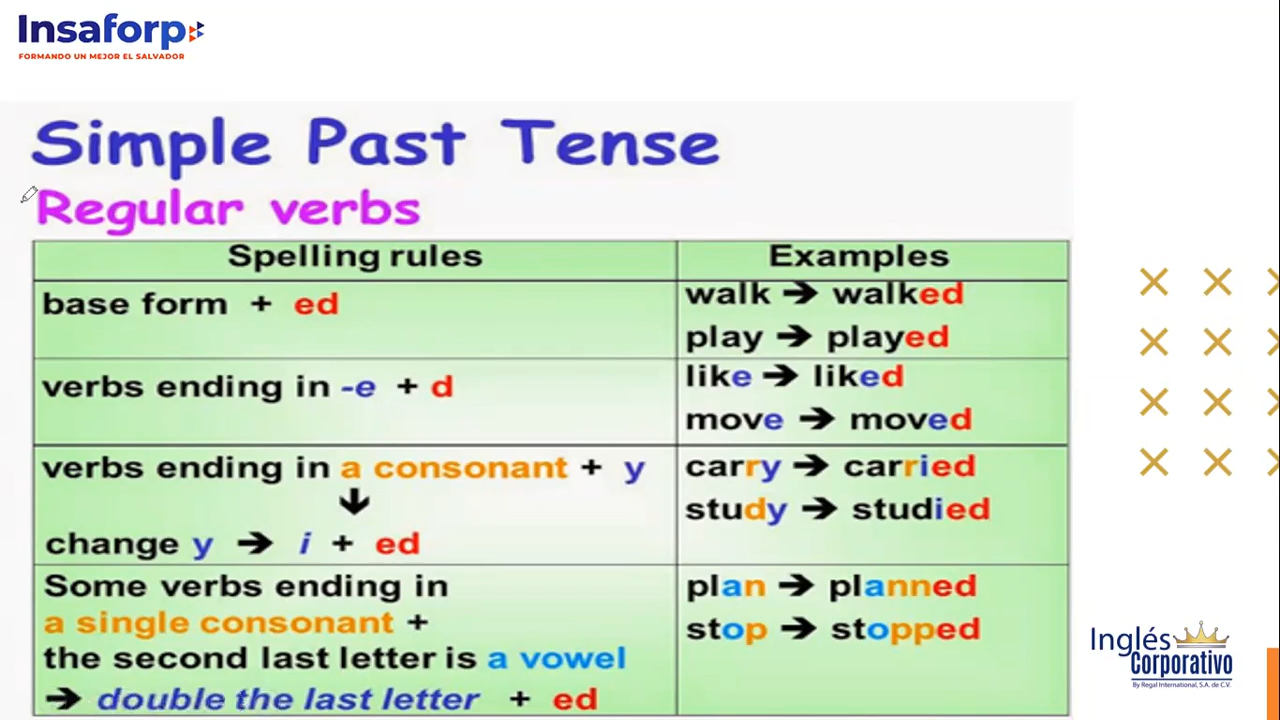 Insaforp
FORMANDO UN MEJOR EL SALVADOR
Simple Past Tense
Regular verbs
Spelling rules
Examples
base form + ed
walk ➔ walked
play ➔ played
verbs ending in -e + d
like ➔ liked
move ➔ moved
verbs ending in a consonant + y
🡻
change y ➔ i + ed
carry ➔ carried
study ➔ studied
Some verbs ending in
a single consonant +
the second last letter is a vowel
➔ double the last letter + ed
plan ➔ planned
stop ➔ stopped
Inglés
Corporativo
By Regal International, S.A. de C.V.